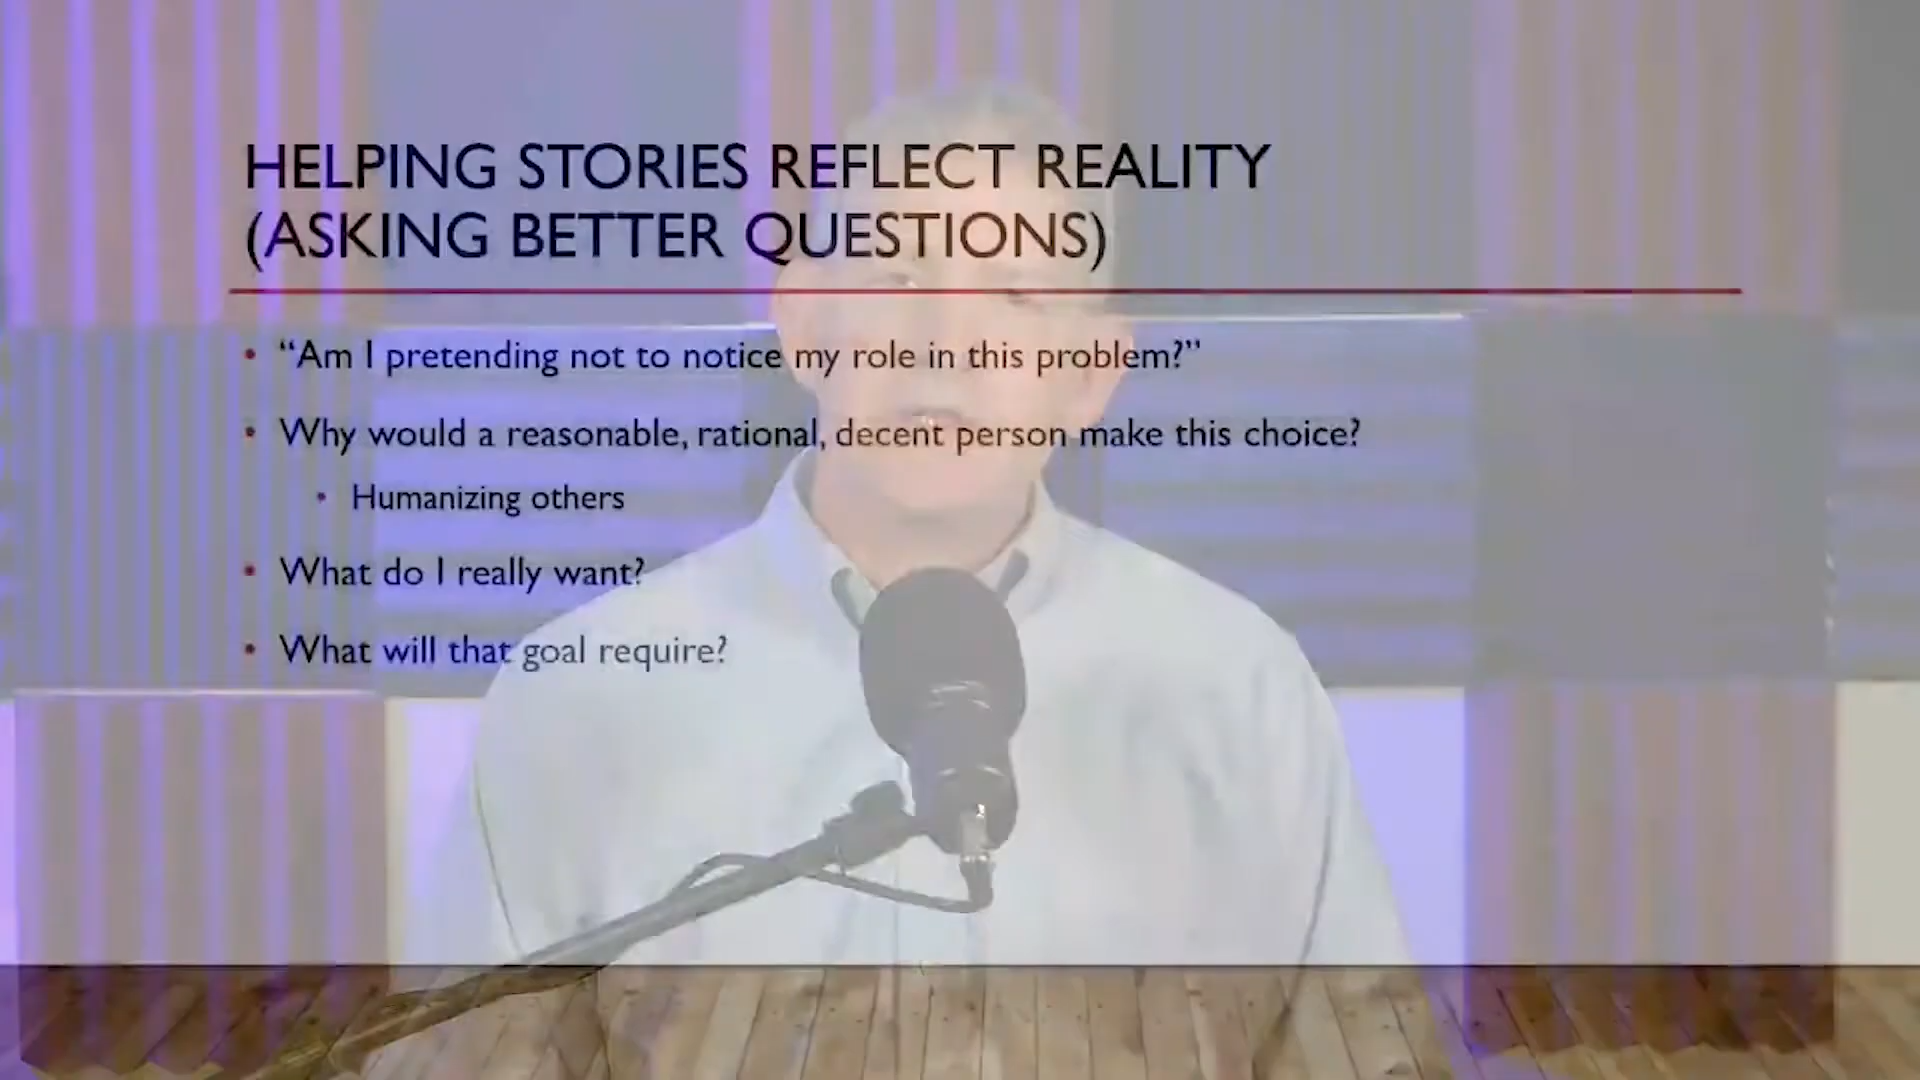 HELPING STORIES REFLECT REALITY
(ASKING BETTER QUESTIONS)
• “Am I pretending not to notice my role in this problem?”
• Why would a reasonable, rational, decent person make this choice?
• Humanizing others
• What do I really want?
• What will that goal require?